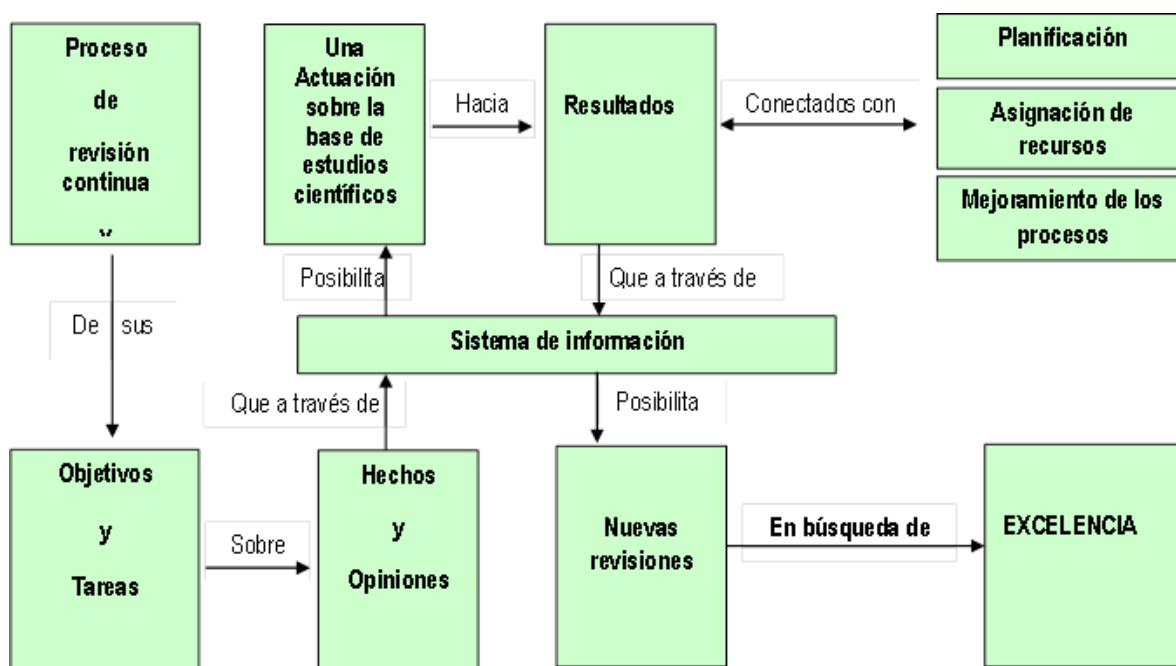 Proceso
de
revisión
continua
y
Una
Actuación
sobre la
base de
estudios
científicos
Hacia
Resultados
Conectados con
Planificación
Asignación de
recursos
Mejoramiento de los
procesos
De sus
Posibilita
Que a través de
Sistema de información
Que a través de
Posibilita
Objetivos
y
Tareas
Sobre
Hechos
y
Opiniones
Nuevas
revisiones
En búsqueda de
EXCELENCIA